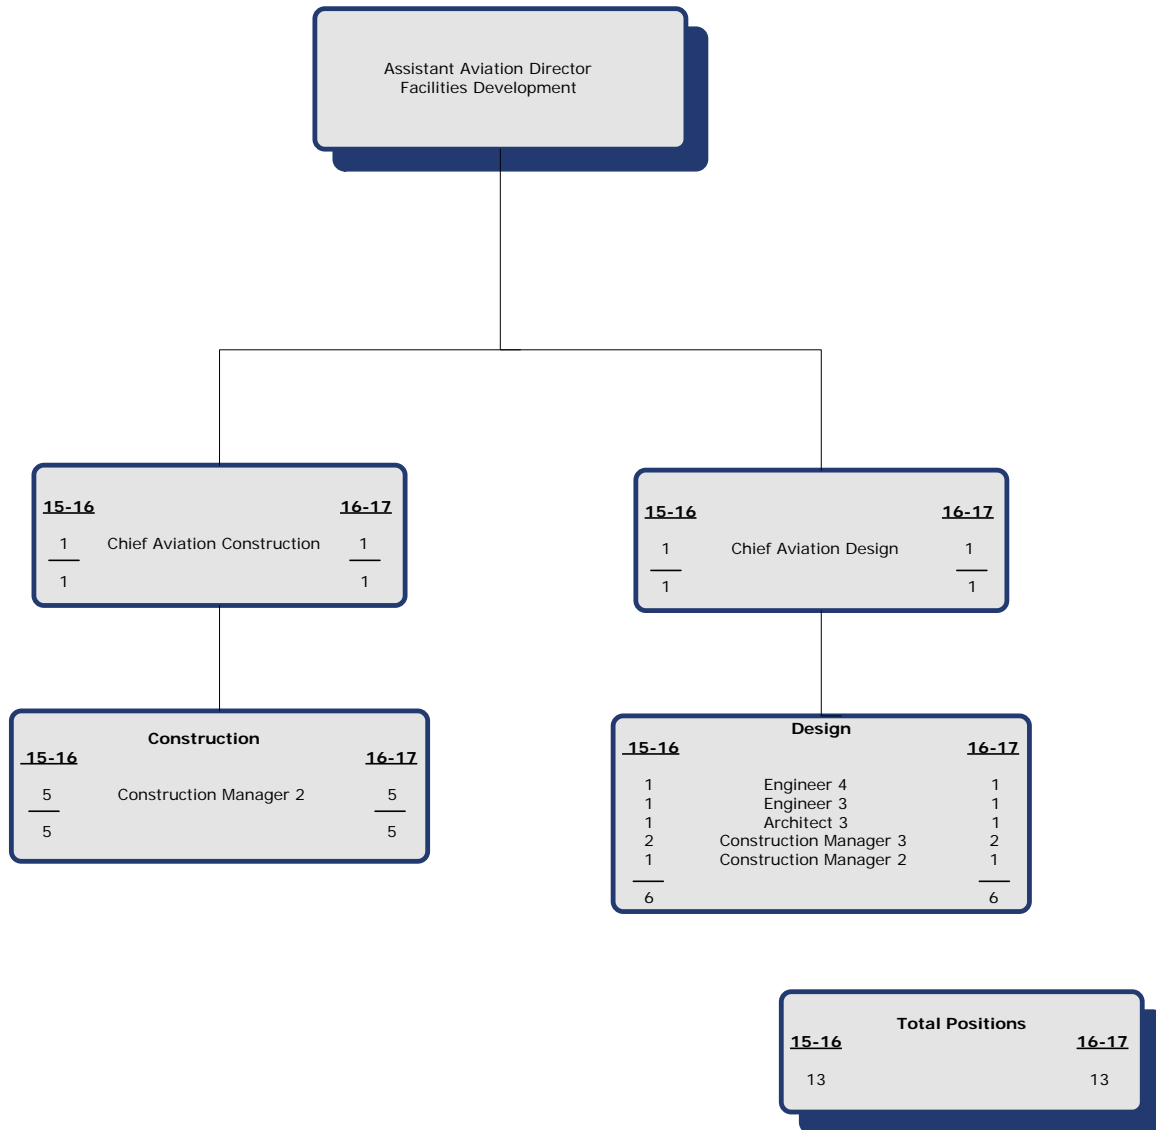 Assistant Aviation Director
Facilities Development
15-16 16-17
1 Chief Aviation Construction 1
1 1
15-16 16-17
1 Chief Aviation Design 1
1 1
Construction
15-16 16-17
5 Construction Manager 2 5
5 5
Design
15-16 16-17
1 Engineer 4 1
1 Engineer 3 1
1 Architect 3 1
2 Construction Manager 3 2
1 Construction Manager 2 1
6 6
Total Positions
15-16 16-17
13 13